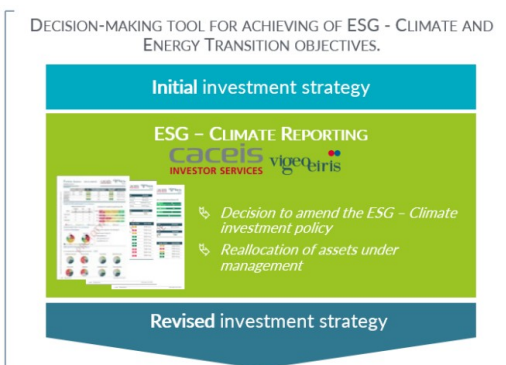 DECISION-MAKING TOOL FOR ACHIEVING OF ESG - CLIMATE AND
ENERGY TRANSITION OBJECTIVES.
Initial investment strategy
ESG – CLIMATE REPORTING
caceis
INVESTOR SERVICES
vigeoeiris
Decision to amend the ESG – Climate
investment policy
Reallocation of assets under
management
Revised investment strategy